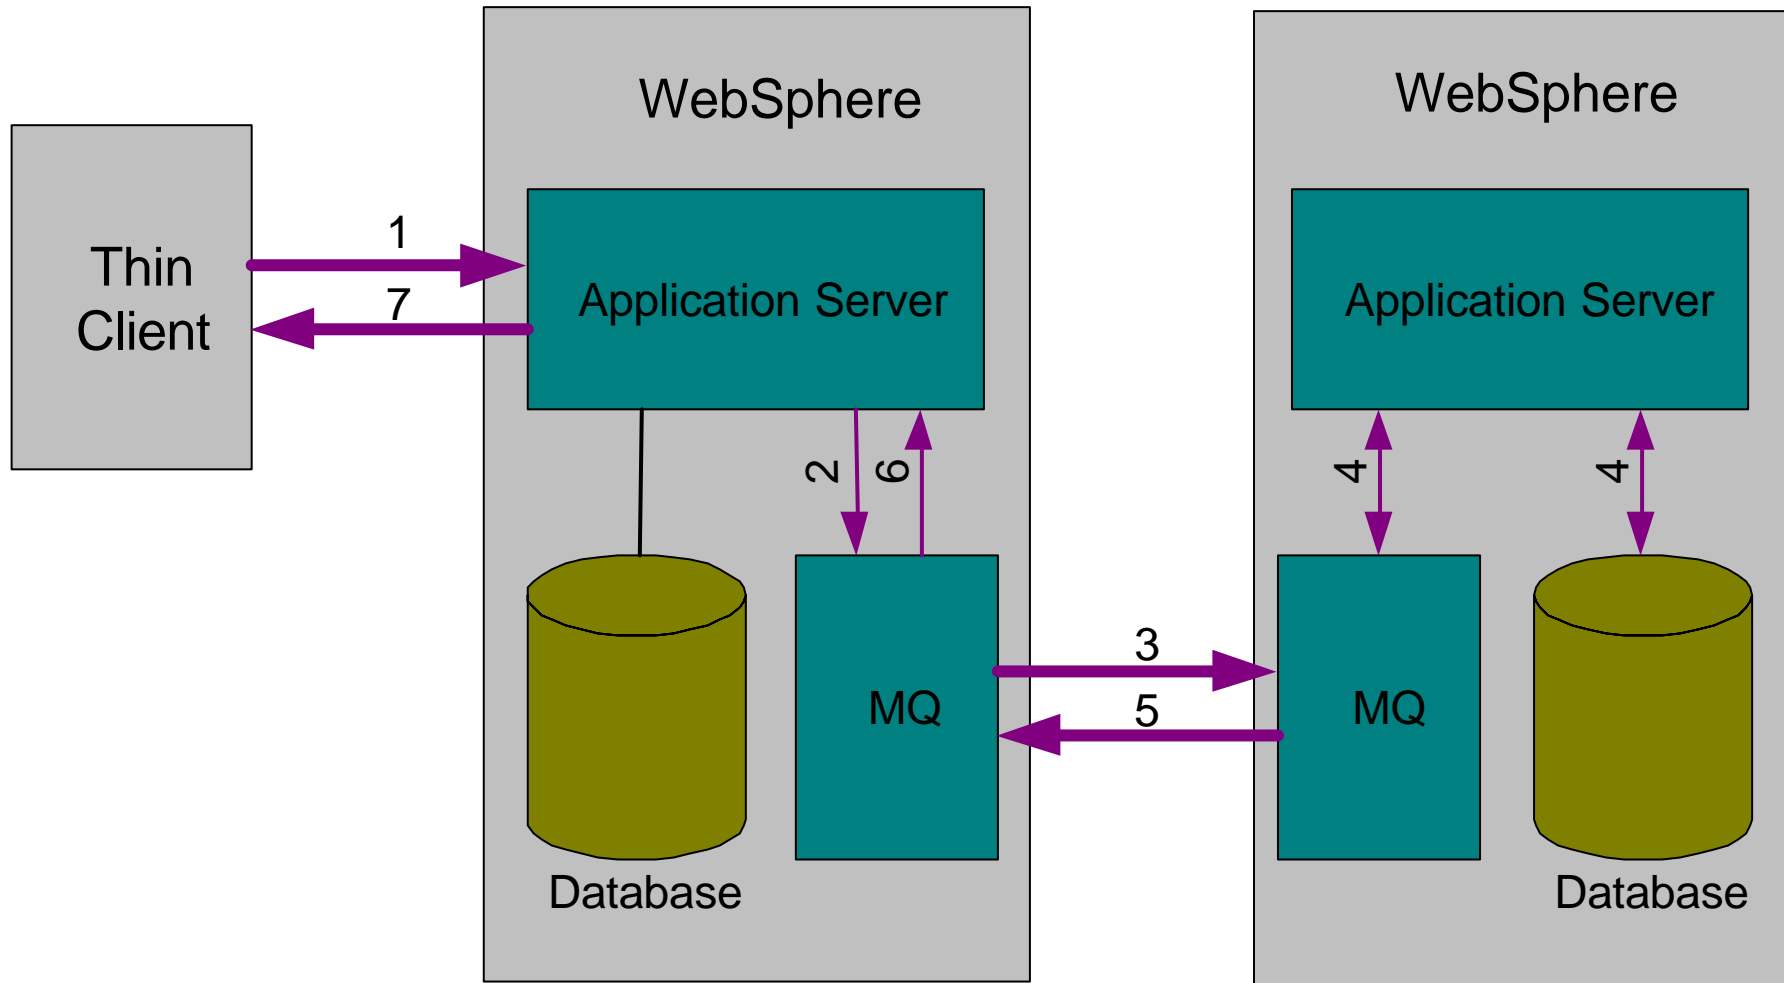 WebSphere
WebSphere
Thin
Client
1
7
Application Server
Application Server
2
6
4
4
3
5
MQ
MQ
Database
Database